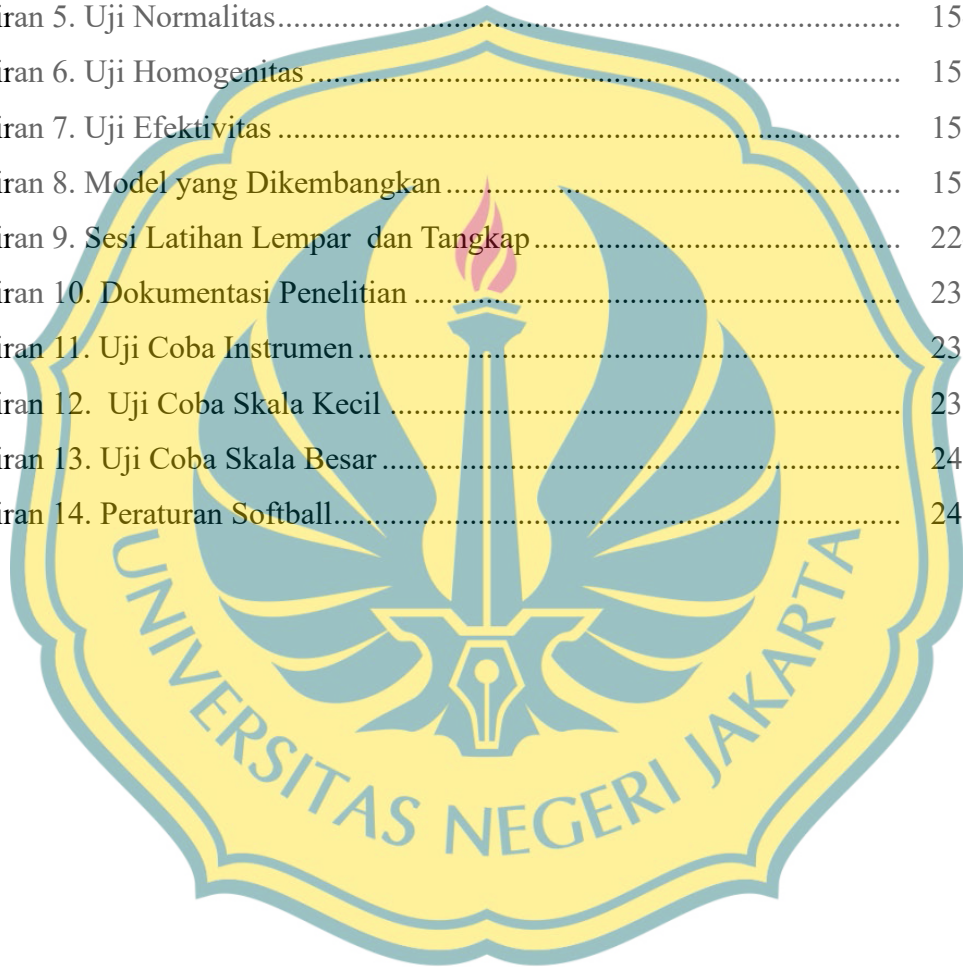 iran 5. Uji Normalitas.......................................................................... 15
iran 6. Uji Homogenitas...................................................................... 15
iran 7. Uji Efektivitas.......................................................................... 15
iran 8. Model yang Dikembangkan..................................................... 15
iran 9. Sesi Latihan Lempar dan Tangkap.......................................... 22
iran 10. Dokumentasi Penelitian......................................................... 23
iran 11. Uji Coba Instrumen................................................................ 23
iran 12. Uji Coba Skala Kecil............................................................. 23
iran 13. Uji Coba Skala Besar............................................................. 24
iran 14. Peraturan Softball................................................................... 24
UNIVERSITAS NEGERI JAKARTA